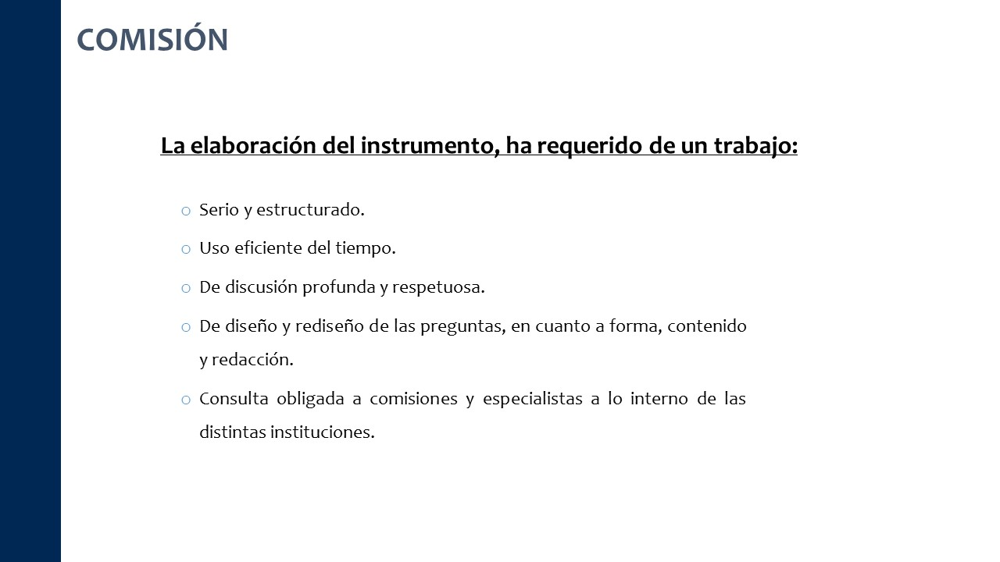 COMISIÓN
La elaboración del instrumento, ha requerido de un trabajo:
o Serio y estructurado.
o Uso eficiente del tiempo.
o De discusión profunda y respetuosa.
o De diseño y rediseño de las preguntas, en cuanto a forma, contenido
y redacción.
o Consulta obligada a comisiones y especialistas a lo interno de las
distintas instituciones.